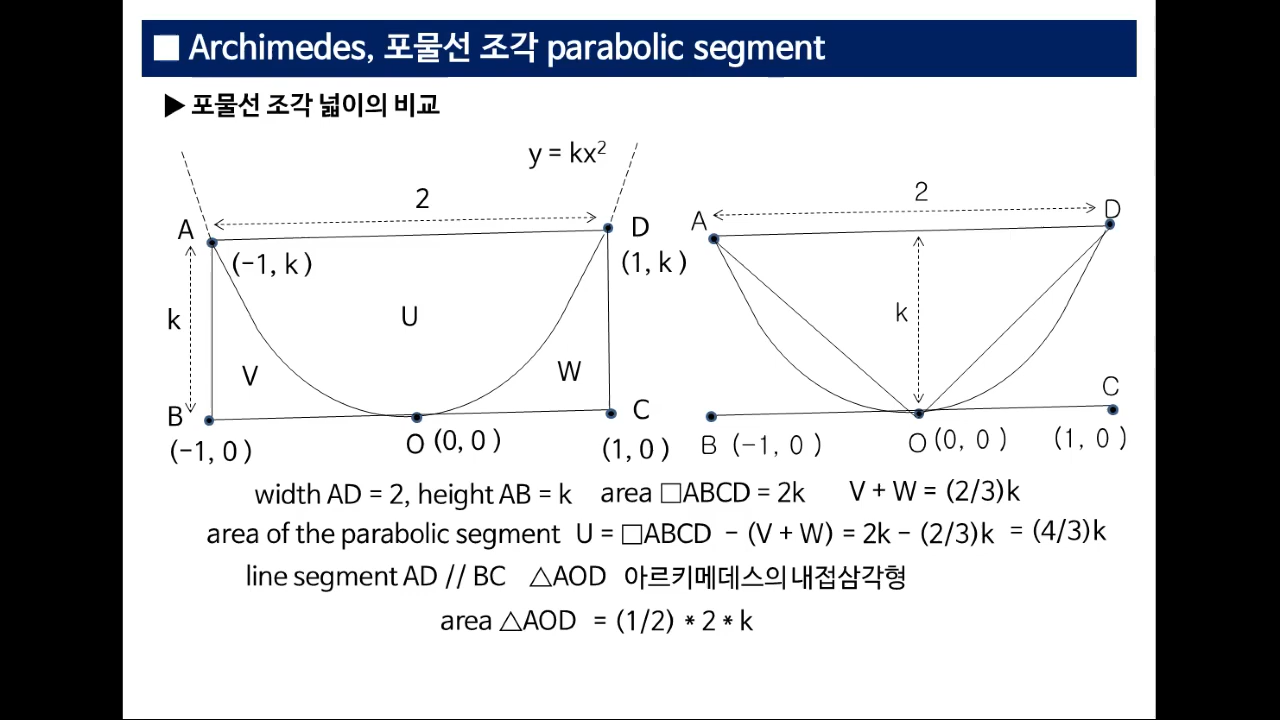 ■ Archimedes, 포물선 조각 parabolic segment
▶ 포물선 조각 넓이의 비교
y = kx²
2
A
D
(-1, k )
(1, k )
k
U
V
W
B
C
O (0, 0 )
(-1, 0 )
(1, 0 )
2
A
D
k
C
B (-1, 0 )
O (0, 0 )
(1, 0 )
width AD = 2, height AB = k area □ABCD = 2k V + W = (2/3)k
area of the parabolic segment U = □ABCD - (V + W) = 2k - (2/3)k = (4/3)k
line segment AD // BC △AOD 아르키메데스의 내접삼각형
area △AOD = (1/2) * 2 * k